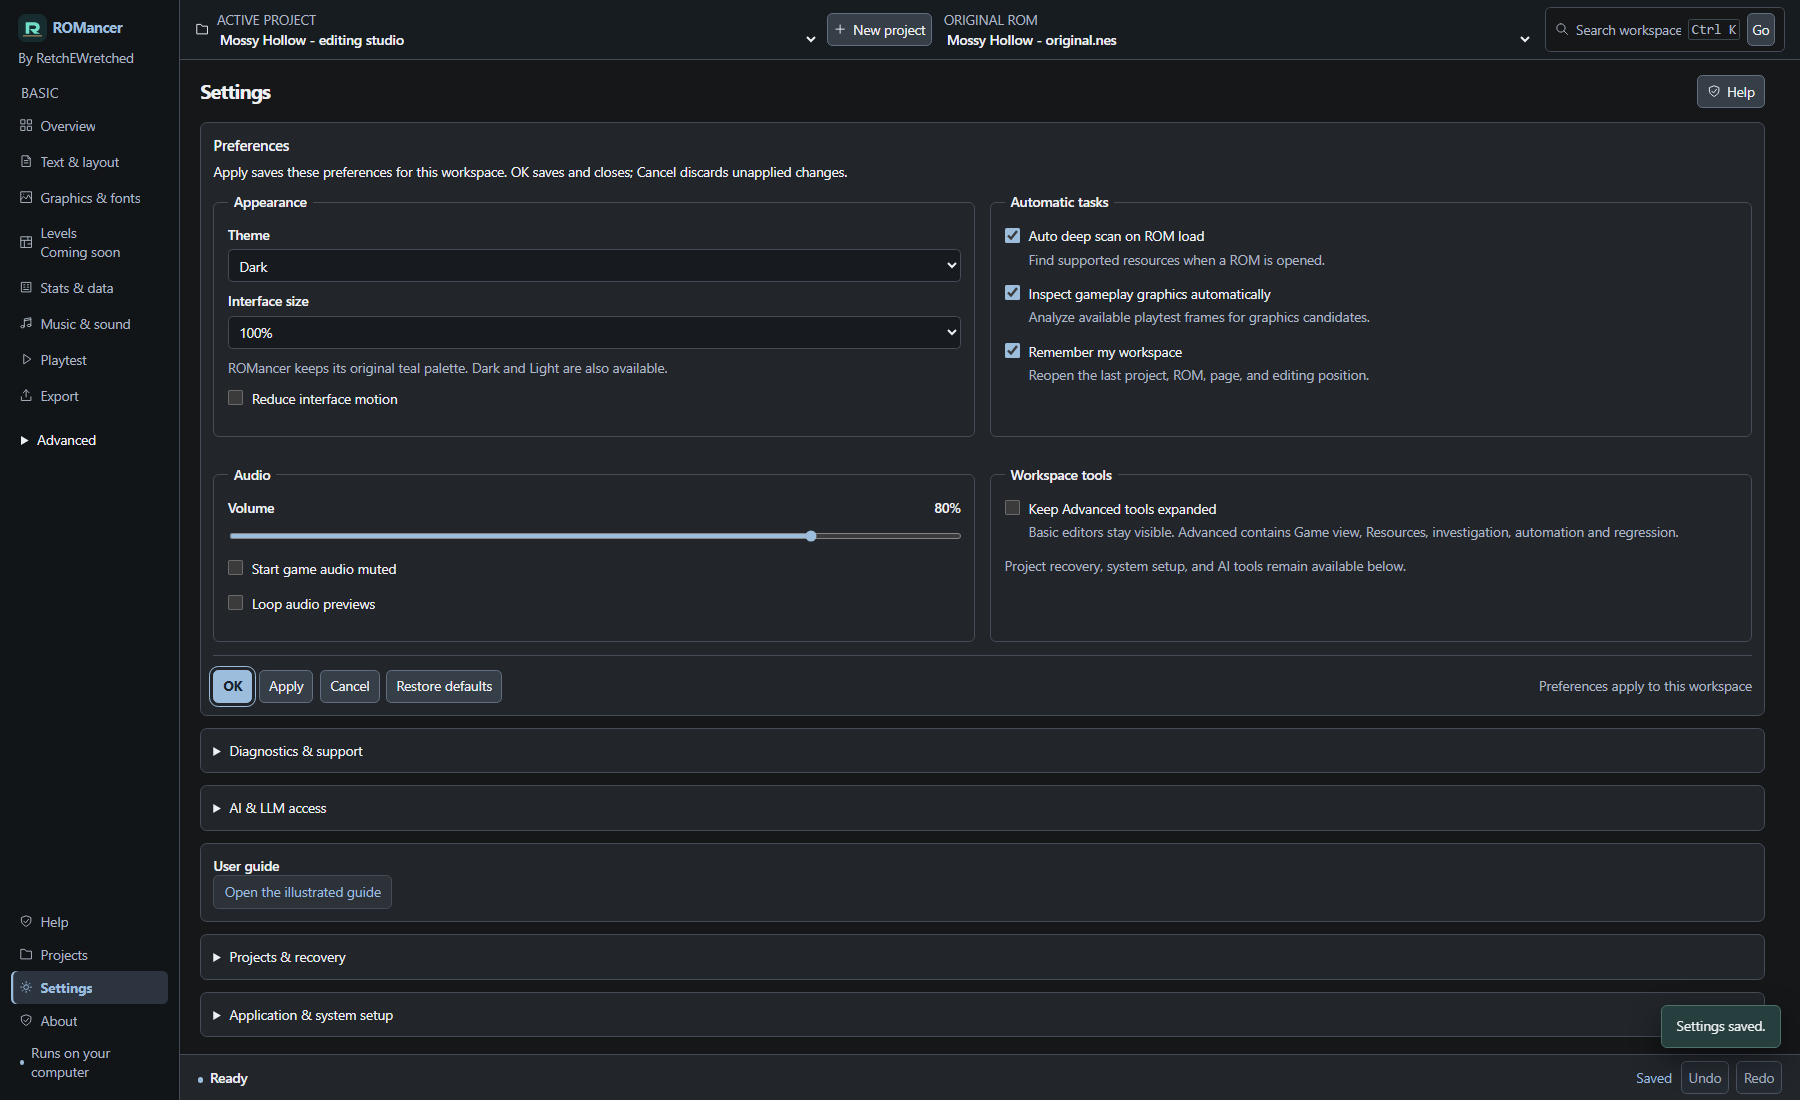 ROMancer
By RetchEWretched
BASIC
Overview
Text & layout
Graphics & fonts
Levels
Coming soon
Stats & data
Music & sound
Playtest
Export
Advanced
Help
Projects
Settings
About
Runs on your
computer
ACTIVE PROJECT
Mossy Hollow - editing studio
New project
ORIGINAL ROM
Mossy Hollow - original.nes
Search workspace Ctrl K Go
Settings
Help
Preferences
Apply saves these preferences for this workspace. OK saves and closes; Cancel discards unapplied changes.
Appearance
Theme
Dark
Interface size
100%
ROMancer keeps its original teal palette. Dark and Light are also available.
Reduce interface motion
Automatic tasks
Auto deep scan on ROM load
Find supported resources when a ROM is opened.
Inspect gameplay graphics automatically
Analyze available playtest frames for graphics candidates.
Remember my workspace
Reopen the last project, ROM, page, and editing position.
Audio
Volume 80%
Start game audio muted
Loop audio previews
Workspace tools
Keep Advanced tools expanded
Basic editors stay visible. Advanced contains Game view, Resources, investigation, automation and regression.
Project recovery, system setup, and AI tools remain available below.
OK Apply Cancel Restore defaults Preferences apply to this workspace
Diagnostics & support
AI & LLM access
User guide
Open the illustrated guide
Projects & recovery
Application & system setup
Settings saved.
Ready Saved Undo Redo